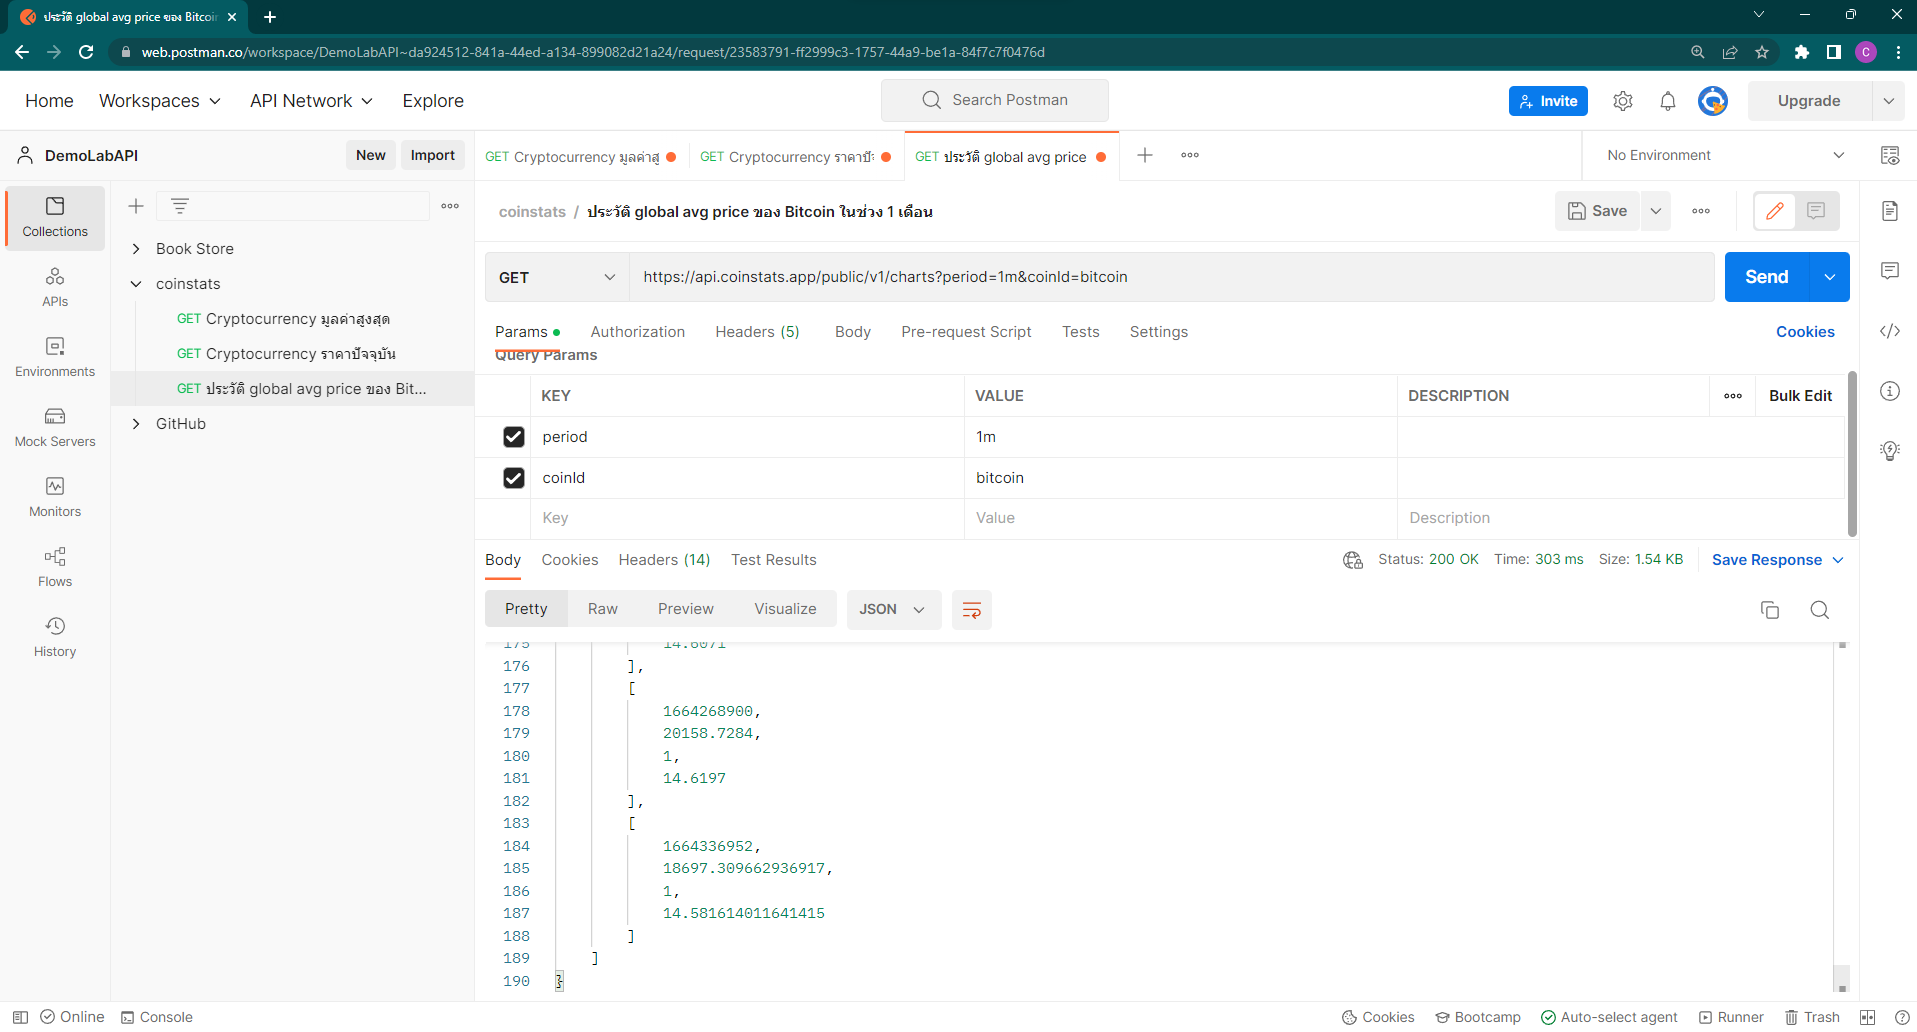 ประวัติ global avg price ของ Bitcoin
web.postman.co/workspace/DemoLabAPI~da924512-841a-44ed-a134-899082d21a24/request/23583791-ff2999c3-1757-44a9-be1a-84f7c7f0476d
C
Home Workspaces API Network Explore
Search Postman
Invite
Upgrade
DemoLabAPI
New Import
GET Cryptocurrency มูลค่าสู
GET Cryptocurrency ราคาปัจ
GET ประวัติ global avg price
No Environment
Collections
APIs
Environments
Mock Servers
Monitors
Flows
History
Book Store
coinstats
GET Cryptocurrency มูลค่าสูงสุด
GET Cryptocurrency ราคาปัจจุบัน
GET ประวัติ global avg price ของ Bit...
GitHub
coinstats / ประวัติ global avg price ของ Bitcoin ในช่วง 1 เดือน
Save
GET
https://api.coinstats.app/public/v1/charts?period=1m&coinId=bitcoin
Send
Params Authorization Headers (5) Body Pre-request Script Tests Settings
Cookies
Query Params
KEY VALUE DESCRIPTION
Bulk Edit
period 1m
coinId bitcoin
Key Value Description
Body Cookies Headers (14) Test Results
Status: 200 OK Time: 303 ms Size: 1.54 KB
Save Response
Pretty Raw Preview Visualize
JSON
175 14.6071
176 ],
177 [
178 1664268900,
179 20158.7284,
180 1,
181 14.6197
182 ],
183 [
184 1664336952,
185 18697.309662936917,
186 1,
187 14.581614011641415
188 ]
189 ]
190 }
Online Console
Cookies Bootcamp Auto-select agent Runner Trash